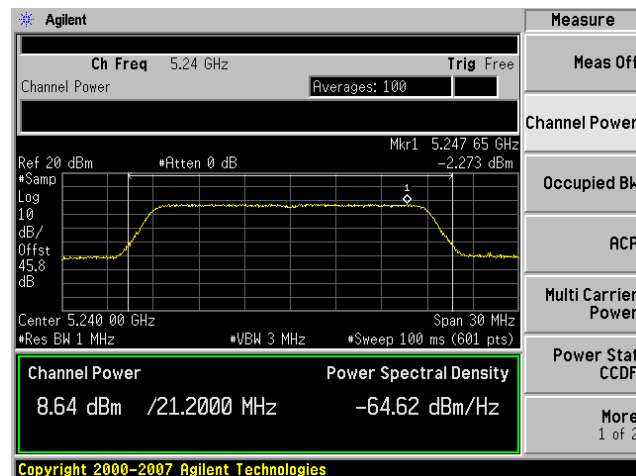 Agilent
Measure
Ch Freq 5.24 GHz Trig Free
Meas Off
Channel Power Averages: 100
Channel Power
Mkr1 5.247 65 GHz
Ref 20 dBm #Atten 0 dB -2.273 dBm
#Samp
Log
10
dB/
Offst
45.8
dB
1
Occupied BW
ACP
Multi Carrier
Power
Center 5.240 00 GHz Span 30 MHz
#Res BW 1 MHz #VBW 3 MHz #Sweep 100 ms (601 pts)
Power Stat
CCDF
Channel Power Power Spectral Density
8.64 dBm /21.2000 MHz -64.62 dBm/Hz
More
1 of 2
Copyright 2000-2007 Agilent Technologies